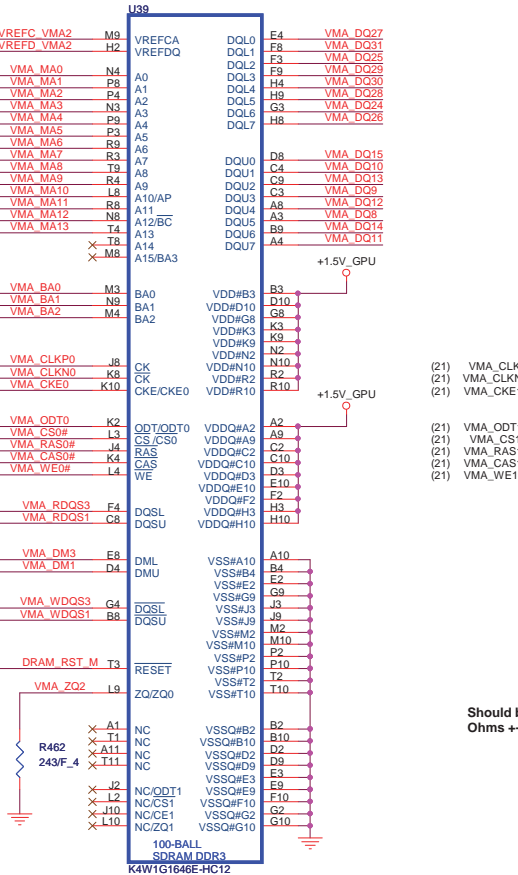 U39
VREFC_VMA2 M9 VREFCA DQL0 E4 VMA_DQ27
VREFD_VMA2 H2 VREFDQ DQL1 F8 VMA_DQ31
DQL2 F3 VMA_DQ25
VMA_MA0 N4 A0 DQL3 F9 VMA_DQ29
VMA_MA1 P8 A1 DQL4 H4 VMA_DQ30
VMA_MA2 P4 A2 DQL5 H9 VMA_DQ28
VMA_MA3 N3 A3 DQL6 G3 VMA_DQ24
VMA_MA4 P9 A4 DQL7 H8 VMA_DQ26
VMA_MA5 P3 A5
VMA_MA6 R9 A6
VMA_MA7 R3 A7 DQU0 D8 VMA_DQ15
VMA_MA8 T9 A8 DQU1 C4 VMA_DQ10
VMA_MA9 R4 A9 DQU2 C9 VMA_DQ13
VMA_MA10 L8 A10/AP DQU3 C3 VMA_DQ9
VMA_MA11 R8 A11 DQU4 A8 VMA_DQ12
VMA_MA12 N8 A12/BC DQU5 A3 VMA_DQ8
VMA_MA13 T4 A13 DQU6 B9 VMA_DQ14
T8 A14 DQU7 A4 VMA_DQ11
M8 A15/BA3
+1.5V_GPU
VMA_BA0 M3 BA0 VDD#B3 B3
VMA_BA1 N9 BA1 VDD#D10 D10
VMA_BA2 M4 BA2 VDD#G8 G8
VDD#K3 K3
VDD#K9 K9
VDD#N2 N2
VMA_CLKP0 J8 CK VDD#N10 N10
VMA_CLKN0 K8 CK VDD#R2 R2
VMA_CKE0 K10 CKE/CKE0 VDD#R10 R10
(21) VMA_CLK
(21) VMA_CLKN
(21) VMA_CKE1
+1.5V_GPU
VMA_ODT0 K2 ODT/ODT0 VDDQ#A2 A2
VMA_CS0# L3 CS /CS0 VDDQ#A9 A9
VMA_RAS0# J4 RAS VDDQ#C2 C2
VMA_CAS0# K4 CAS VDDQ#C10 C10
VMA_WE0# L4 WE VDDQ#D3 D3
VDDQ#E10 E10
VDDQ#F2 F2
VMA_RDQS3 F4 DQSL VDDQ#H3 H3
VMA_RDQS1 C8 DQSU VDDQ#H10 H10
(21) VMA_ODT1
(21) VMA_CS1
(21) VMA_RAS1
(21) VMA_CAS1
(21) VMA_WE1
VMA_DM3 E8 DML VSS#A10 A10
VMA_DM1 D4 DMU VSS#B4 B4
VSS#E2 E2
VSS#G9 G9
VMA_WDQS3 G4 DQSL VSS#J3 J3
VMA_WDQS1 B8 DQSU VSS#J9 J9
VSS#M2 M2
VSS#M10 M10
VSS#P2 P2
DRAM_RST_M T3 RESET VSS#P10 P10
VSS#T2 T2
VMA_ZQ2 L9 ZQ/ZQ0 VSS#T10 T10
A1 NC VSSQ#B2 B2
T1 NC VSSQ#B10 B10
A11 NC VSSQ#D2 D2
T11 NC VSSQ#D9 D9
VSSQ#E3 E3
J2 NC/ODT1 VSSQ#E9 E9
L2 NC/CS1 VSSQ#F10 F10
J10 NC/CE1 VSSQ#G2 G2
L10 NC/ZQ1 VSSQ#G10 G10
R462
243/F_4
Should
Ohms +-
100-BALL
SDRAM DDR3
K4W1G1646E-HC12